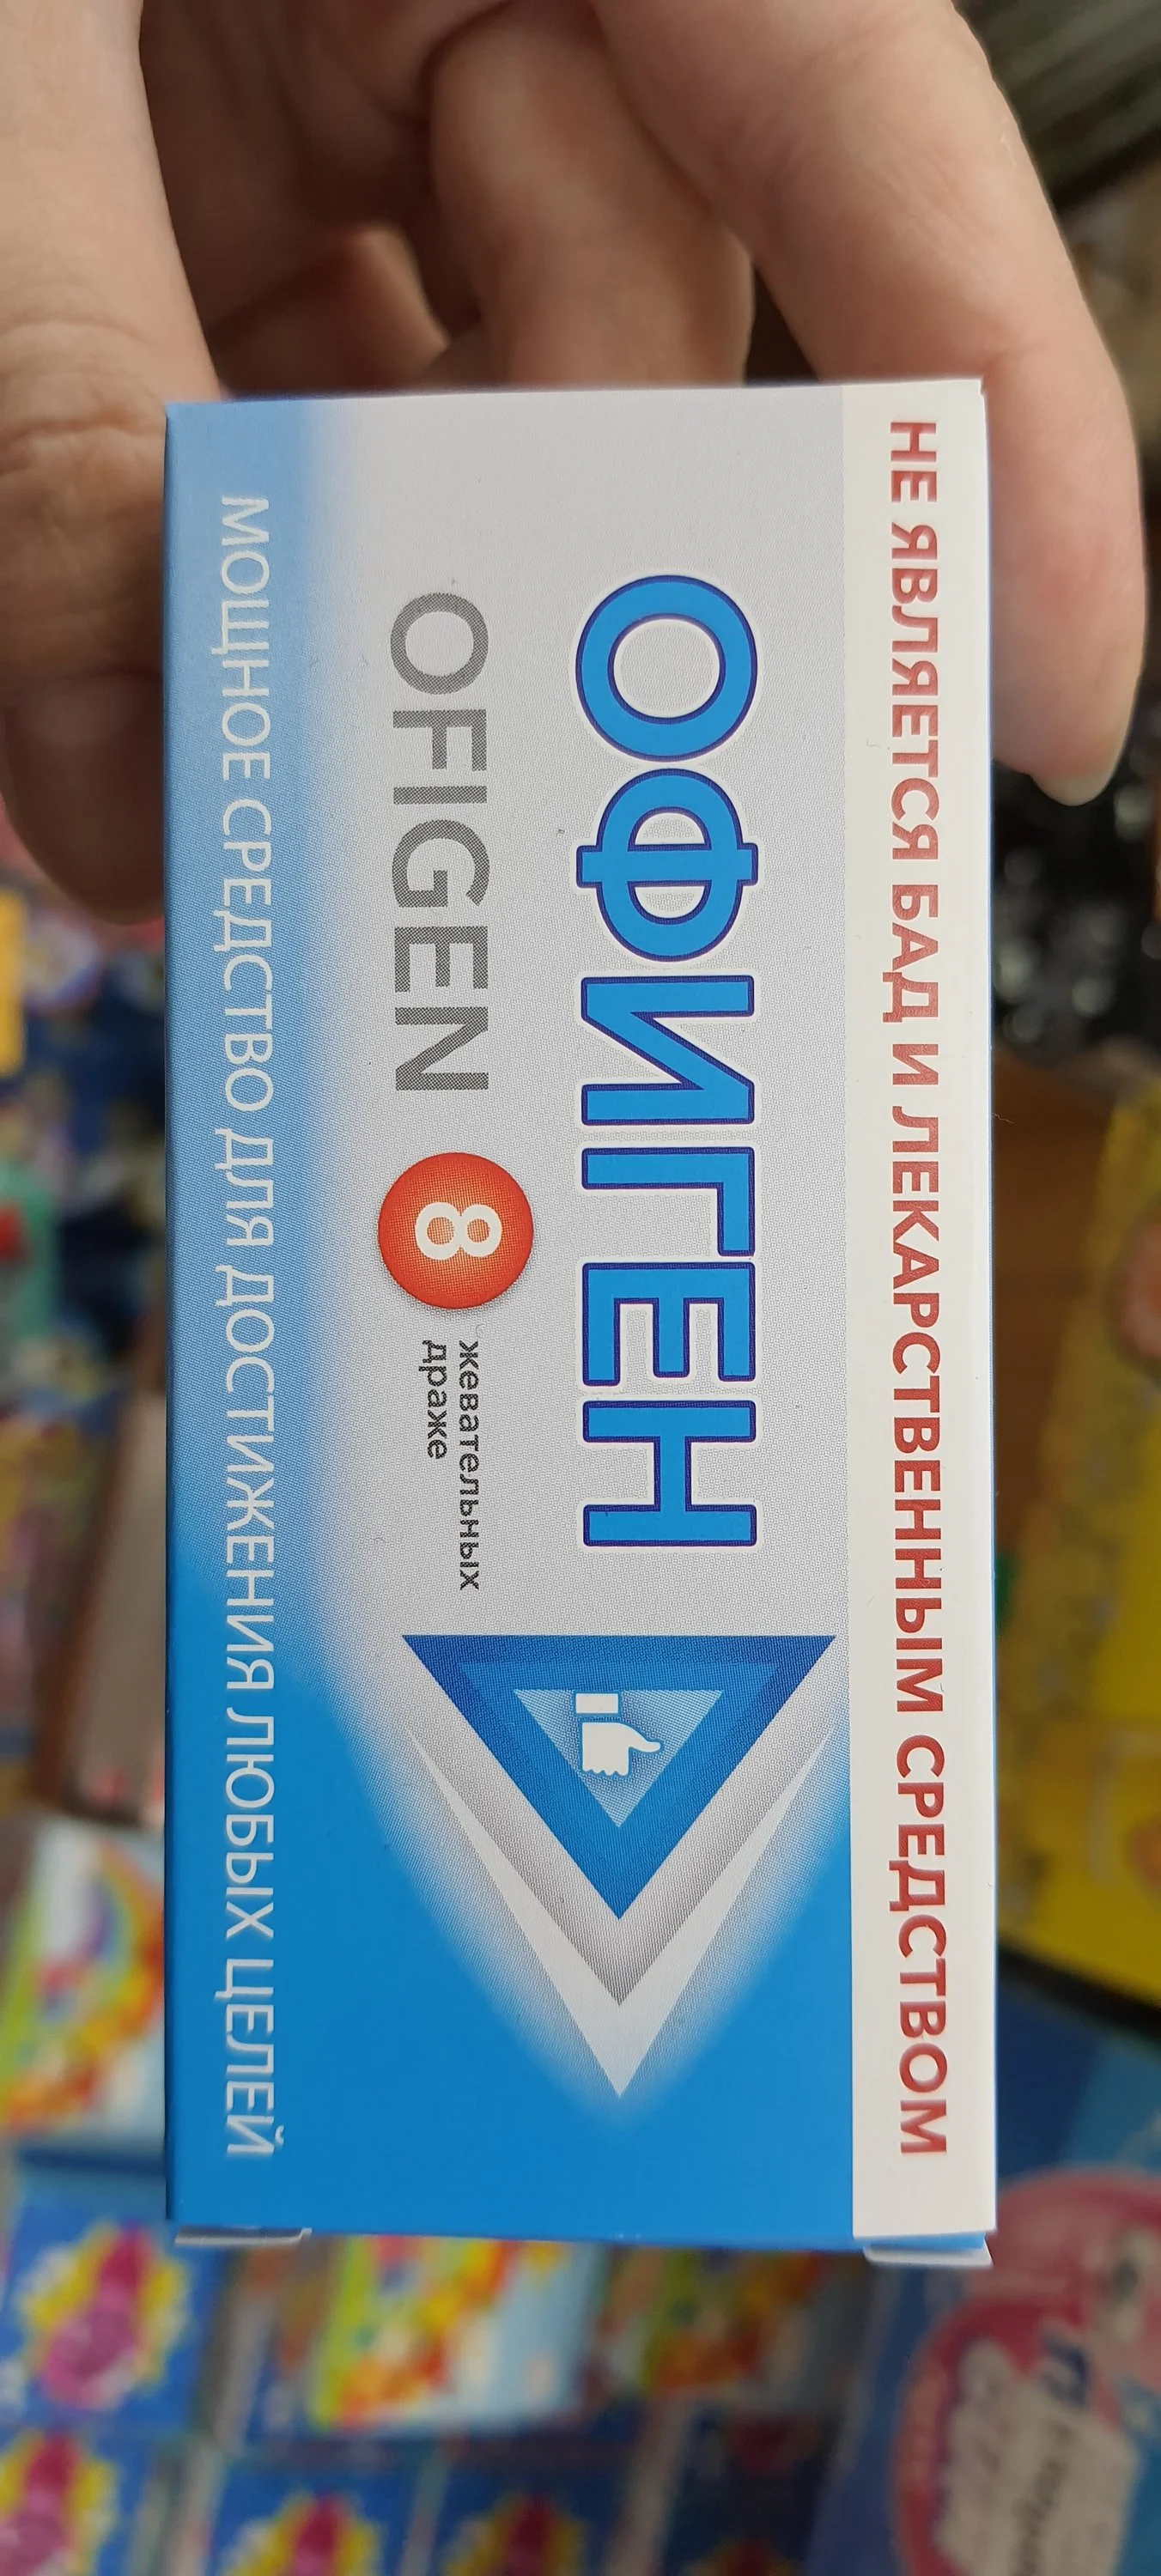 НЕ ЯВЛЯЕТСЯ БАД И ЛЕКАРСТВЕННЫМ СРЕДСТВОМ
ОФИГЕН
OFIGEN
8
жевательных
драже
МОЩНОЕ СРЕДСТВО ДЛЯ ДОСТИЖЕНИЯ ЛЮБЫХ ЦЕЛЕЙ